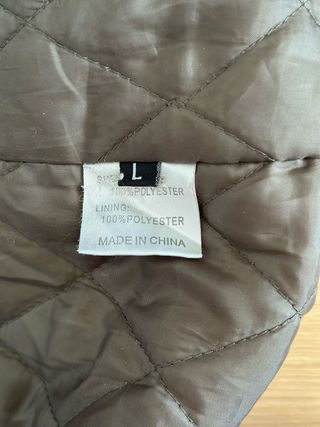 L
100%POLYESTER
LINING:
100%POLYESTER
MADE IN CHINA